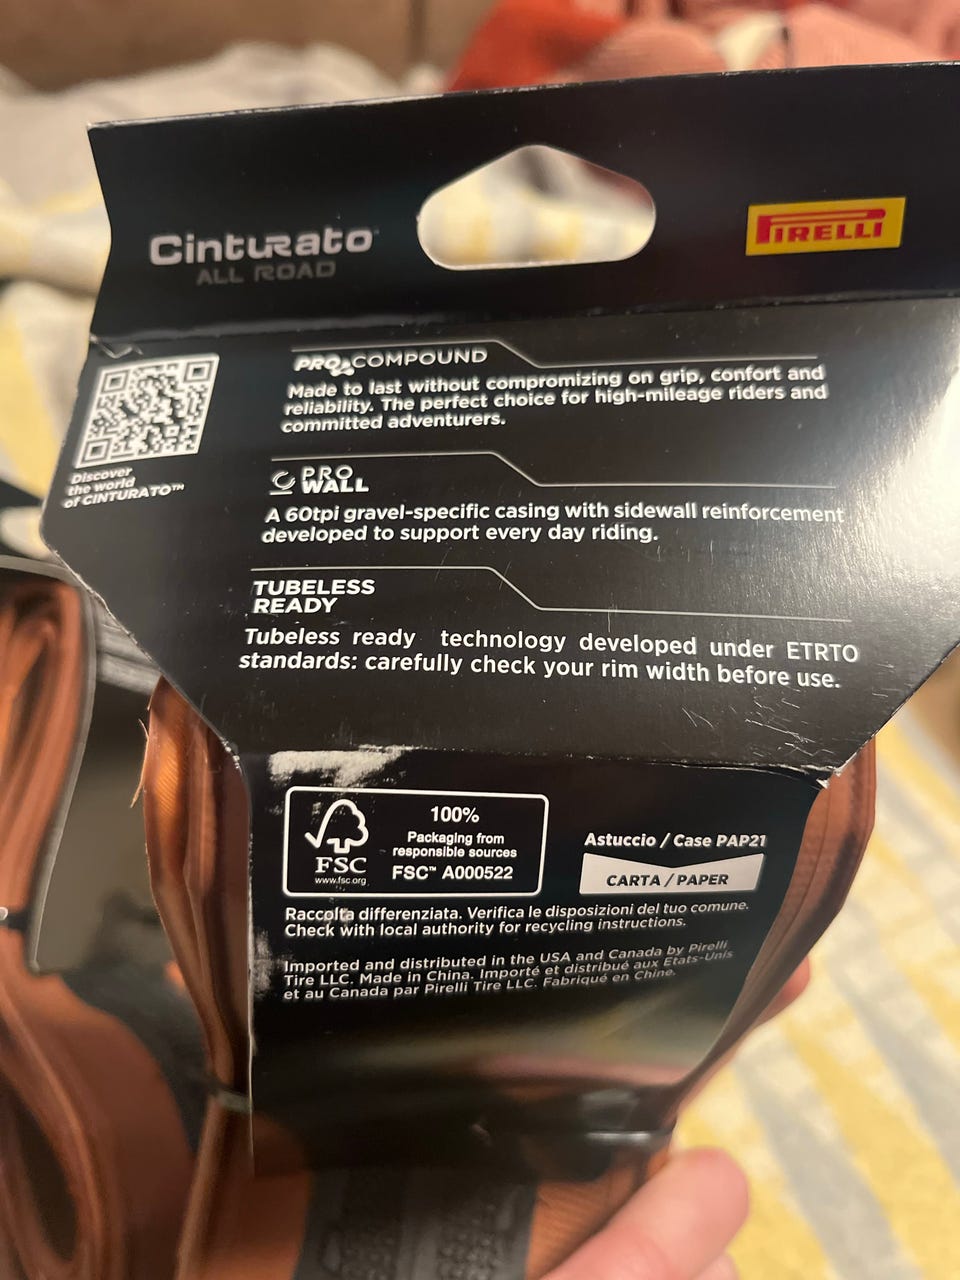 Cinturato
ALL ROAD
PIRELLI
PRO COMPOUND
Made to last without compromizing on grip, confort and
reliability. The perfect choice for high-mileage riders and
committed adventurers.
Discover
the world
of CINTURATO™
PRO
WALL
A 60tpi gravel-specific casing with sidewall reinforcement
developed to support every day riding.
TUBELESS
READY
Tubeless ready technology developed under ETRTO
standards: carefully check your rim width before use.
FSC
www.fsc.org
100%
Packaging from
responsible sources
FSC™ A000522
Astuccio / Case PAP21
CARTA / PAPER
Raccolta differenziata. Verifica le disposizioni del tuo comune.
Check with local authority for recycling instructions.
Imported and distributed in the USA and Canada by Pirelli
Tire LLC. Made in China. Importé et distribué aux Etats-Unis
et au Canada par Pirelli Tire LLC. Fabriqué en Chine.